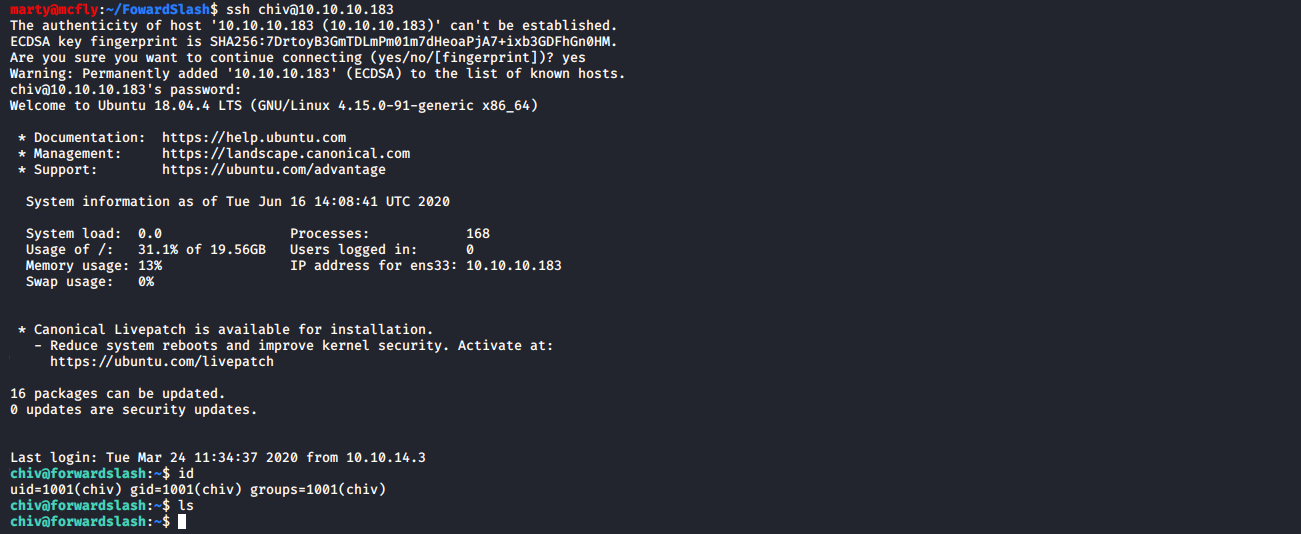 marty@mcfly:~/FowardSlash$ ssh chiv@10.10.10.183
The authenticity of host '10.10.10.183 (10.10.10.183)' can't be established.
ECDSA key fingerprint is SHA256:7DrtoyB3GmTDLmPm01m7dHeoaPjA7+ixb3GDFhGn0HM.
Are you sure you want to continue connecting (yes/no/[fingerprint])? yes
Warning: Permanently added '10.10.10.183' (ECDSA) to the list of known hosts.
chiv@10.10.10.183's password:
Welcome to Ubuntu 18.04.4 LTS (GNU/Linux 4.15.0-91-generic x86_64)
* Documentation:  https://help.ubuntu.com
* Management:     https://landscape.canonical.com
* Support:        https://ubuntu.com/advantage
System information as of Tue Jun 16 14:08:41 UTC 2020
System load:  0.0               Processes:            168
Usage of /:   31.1% of 19.56GB   Users logged in:      0
Memory usage: 13%               IP address for ens33: 10.10.10.183
Swap usage:   0%
* Canonical Livepatch is available for installation.
- Reduce system reboots and improve kernel security. Activate at:
https://ubuntu.com/livepatch
16 packages can be updated.
0 updates are security updates.
Last login: Tue Mar 24 11:34:37 2020 from 10.10.14.3
chiv@forwardslash:~$ id
uid=1001(chiv) gid=1001(chiv) groups=1001(chiv)
chiv@forwardslash:~$ ls
chiv@forwardslash:~$